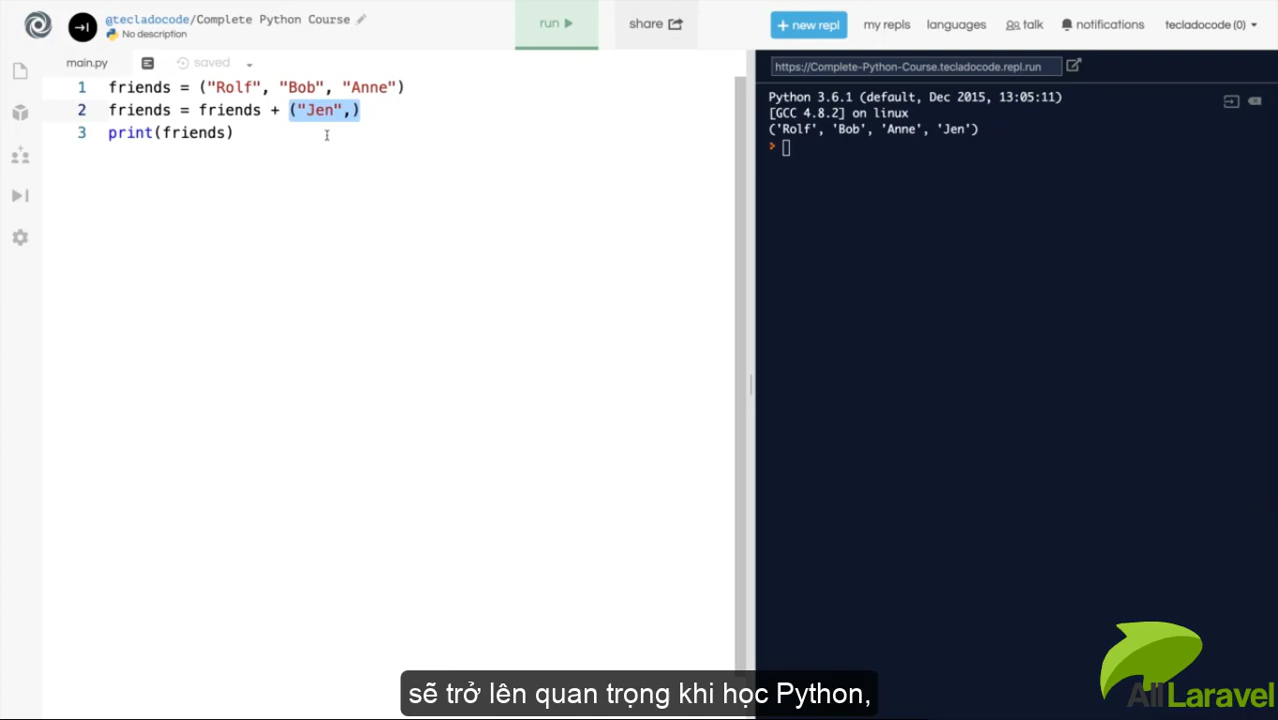 @tecladocode/Complete Python Course
No description
run
share
+ new repl
my repls
languages
talk
notifications
tecladocode (0)
main.py
saved
https://Complete-Python-Course.tecladocode.repl.run
1 friends = ("Rolf", "Bob", "Anne")
2 friends = friends + ("Jen",)
3 print(friends)
Python 3.6.1 (default, Dec 2015, 13:05:11)
[GCC 4.8.2] on linux
('Rolf', 'Bob', 'Anne', 'Jen')
>
sẽ trở lên quan trọng khi học Python,
AllLaravel